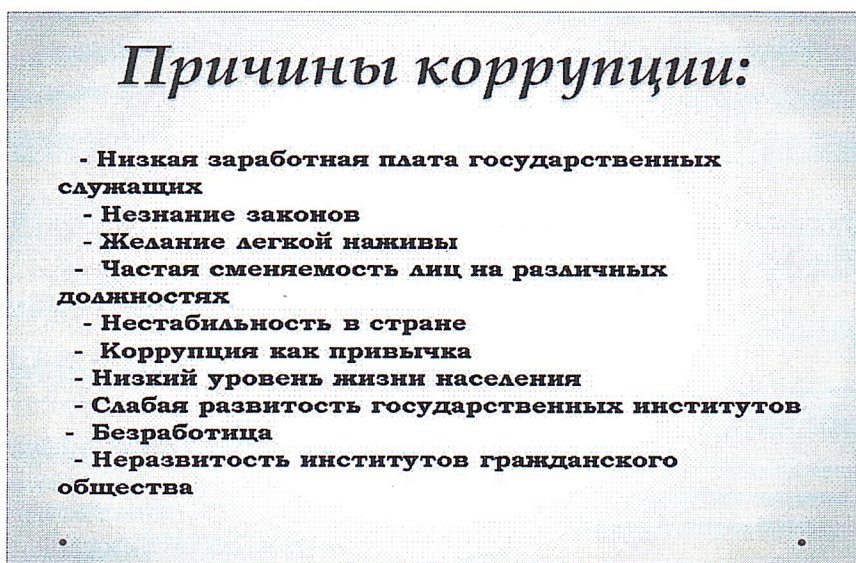 Причины коррупции:
- Низкая заработная плата государственных
служащих
- Незнание законов
- Желание легкой наживы
- Частая сменяемость лиц на различных
должностях
- Нестабильность в стране
- Коррупция как привычка
- Низкий уровень жизни населения
- Слабая развитость государственных институтов
- Безработица
- Неразвитость институтов гражданского
общества